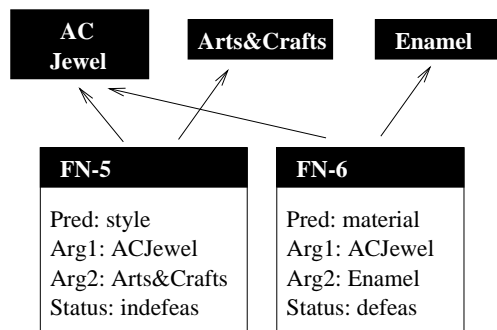 AC
Jewel
Arts&Crafts
Enamel
FN-5
Pred: style
Arg1: ACJewel
Arg2: Arts&Crafts
Status: indefeas
FN-6
Pred: material
Arg1: ACJewel
Arg2: Enamel
Status: defeas